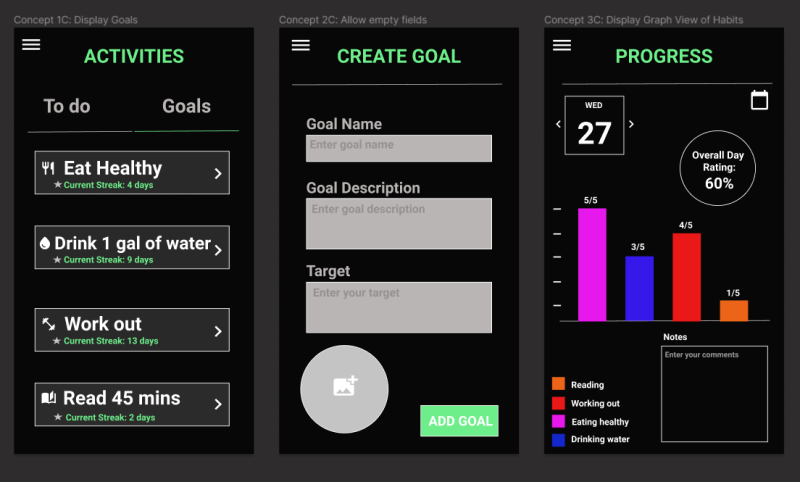 Concept 1C: Display Goals
ACTIVITIES
To do
Goals
Eat Healthy
Current Streak: 4 days
Drink 1 gal of water
Current Streak: 9 days
Work out
Current Streak: 13 days
Read 45 mins
Current Streak: 2 days
Concept 2C: Allow empty fields
CREATE GOAL
Goal Name
Enter goal name
Goal Description
Enter goal description
Target
Enter your target
ADD GOAL
Concept 3C: Display Graph View of Habits
PROGRESS
WED
27
Overall Day
Rating:
60%
5/5
3/5
4/5
1/5
Notes
Enter your comments
Reading
Working out
Eating healthy
Drinking water